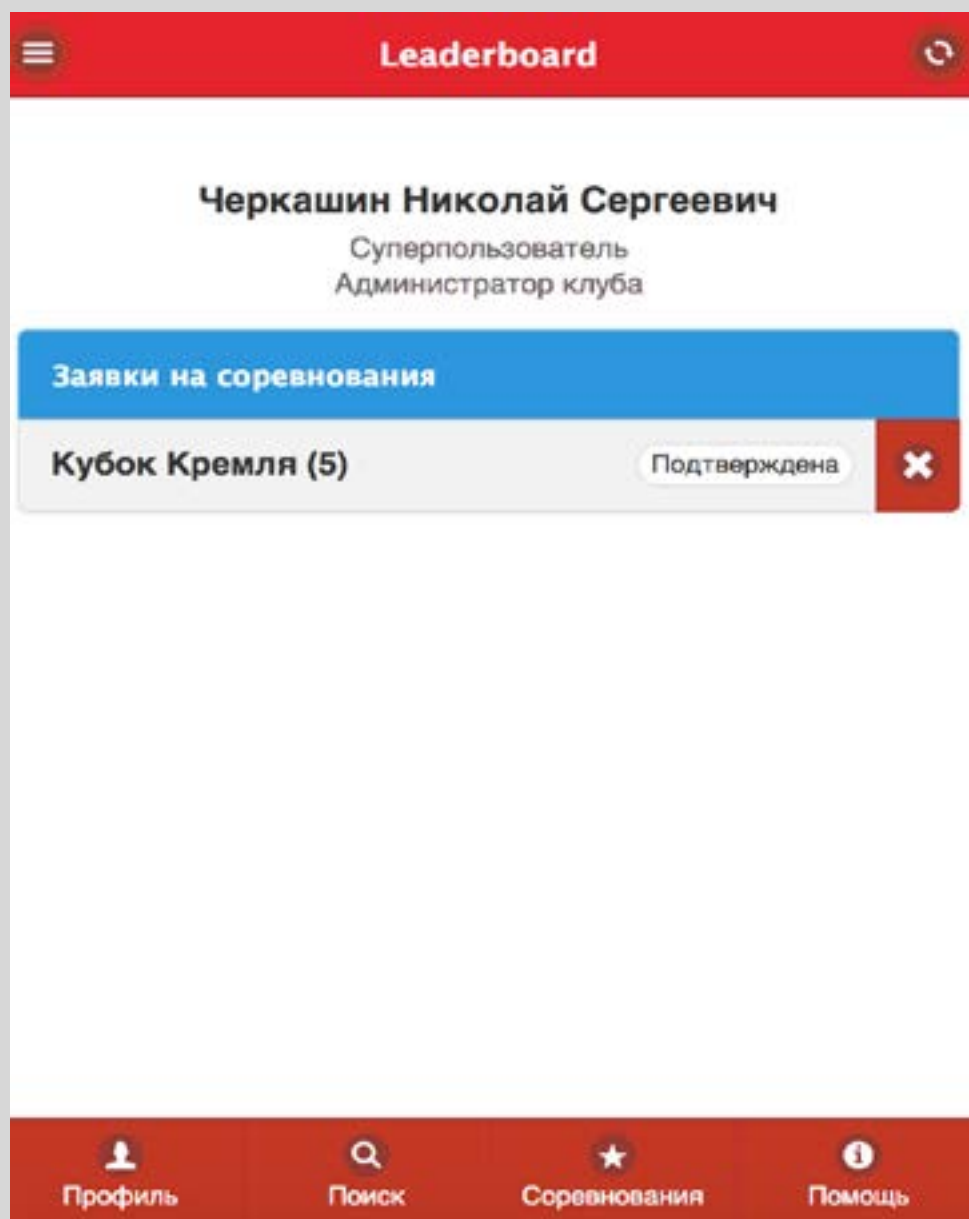 Leaderboard
Черкашин Николай Сергеевич
Суперпользователь
Администратор клуба
Заявки на соревнования
Кубок Кремля (5) Подтверждена
Профиль Поиск Соревнования Помощь